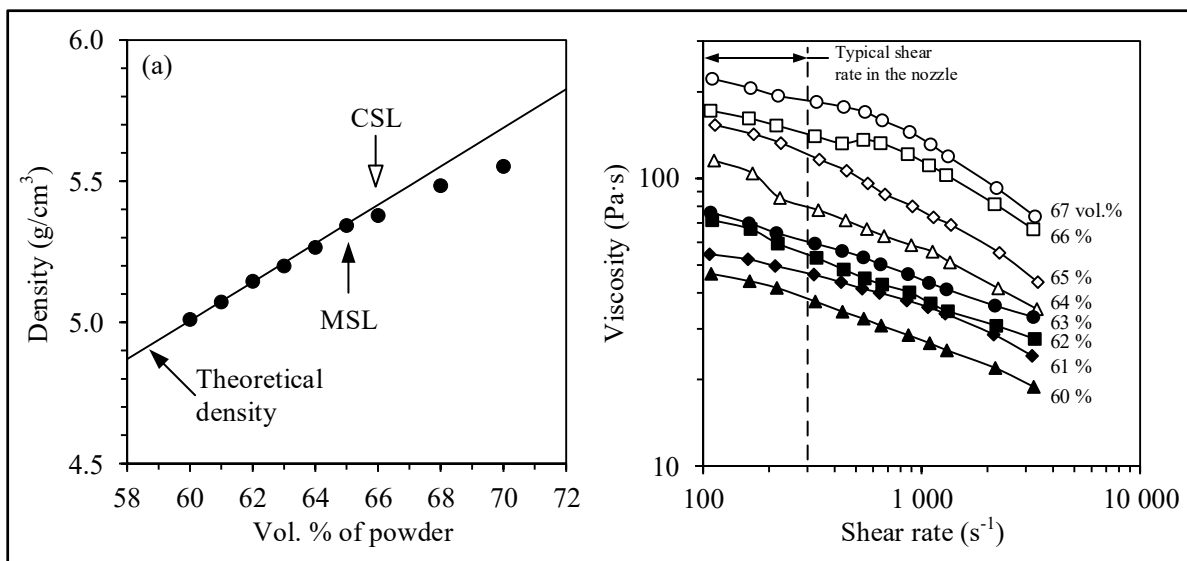 (a)
6.0
5.5
5.0
4.5
Density (g/cm³)
CSL
MSL
Theoretical
density
58 60 62 64 66 68 70 72
Vol. % of powder
Typical shear
rate in the nozzle
100
10
Viscosity (Pa·s)
67 vol.%
66 %
65 %
64 %
63 %
62 %
61 %
60 %
100 1 000 10 000
Shear rate (s⁻¹)